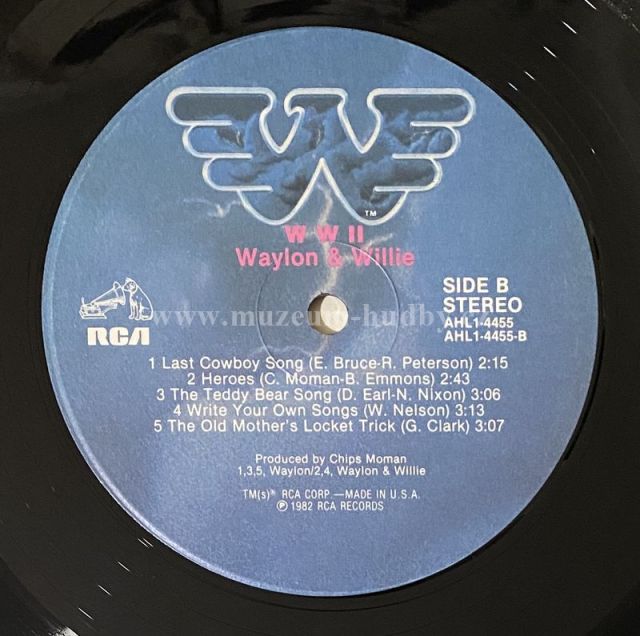 TM
W W II
Waylon & Willie
SIDE B
STEREO
AHL1-4455
AHL1-4455-B
RCA
1 Last Cowboy Song (E. Bruce-R. Peterson) 2:15
2 Heroes (C. Moman-B. Emmons) 2:43
3 The Teddy Bear Song (D. Earl-N. Nixon) 3:06
4 Write Your Own Songs (W. Nelson) 3:13
5 The Old Mother's Locket Trick (G. Clark) 3:07
Produced by Chips Moman
1,3,5, Waylon/2,4, Waylon & Willie
TM(s)® RCA CORP.—MADE IN U.S.A.
℗ 1982 RCA RECORDS